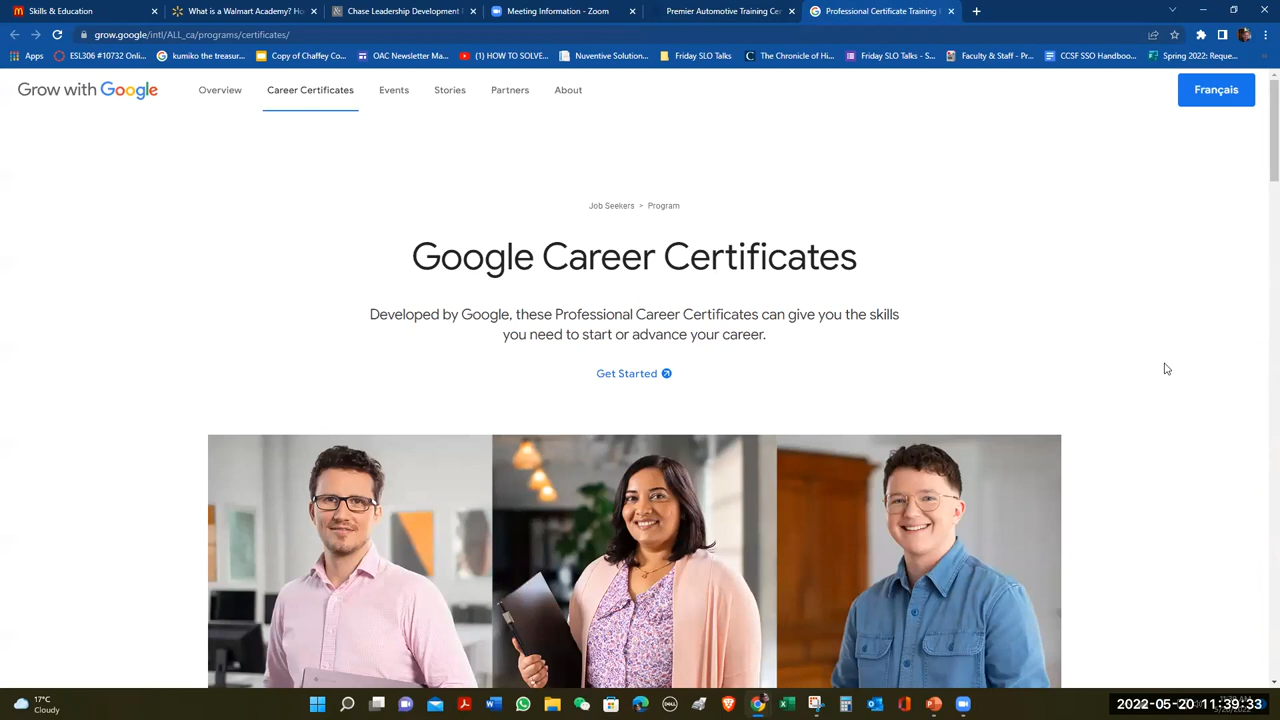 Skills & Education
What is a Walmart Academy? Ho
Chase Leadership Development P
Meeting Information - Zoom
Premier Automotive Training Cer
Professional Certificate Training
grow.google/intl/ALL_ca/programs/certificates/
Apps
ESL306 #10732 Onlin...
kumiko the treasur...
Copy of Chaffey Co...
OAC Newsletter Ma...
(1) HOW TO SOLVE...
Nuventive Solution...
Friday SLO Talks
The Chronicle of Hi...
Friday SLO Talks - S...
Faculty & Staff - Pr...
CCSF SSO Handboo...
Spring 2022: Reque...
Grow with Google
Overview
Career Certificates
Events
Stories
Partners
About
Français
Job Seekers > Program
Google Career Certificates
Developed by Google, these Professional Career Certificates can give you the skills
you need to start or advance your career.
Get Started
17°C
Cloudy
2022-05-20 11:39:33